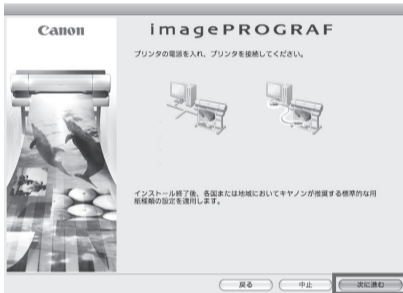 Canon
imagePROGRAF
プリンタの電源を入れ、プリンタを接続してください。
インストール終了後、各国または地域においてキヤノンが推奨する標準的な用
紙種類の設定を適用します。
戻る
中止
次に進む